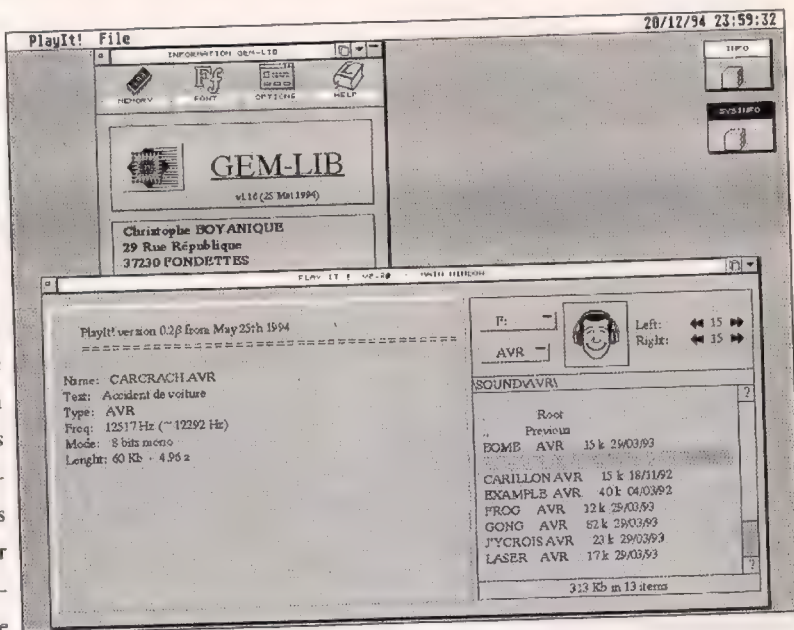 20/12/94 23:59:32
PlayIt! File
INFORMATION GEM-LIB
MEMORY FONT OPTIONS HELP
GEM-LIB
v1.16 (25 Mai 1994)
Christophe BOYANIQUE
29 Rue République
37230 FONDETTES
INFO
SYSINFO
PLAY IT ! V0.20 - MAIN WINDOW
PlayIt! version 0.2β from May 25th 1994
Name: CARCRACH.AVR
Text: Accident de voiture
Type: AVR
Freq: 12517 Hz (~ 12292 Hz)
Mode: 8 bits mono
Lenght: 60 Kb - 4.96 s
F:
AVR
Left: 15
Right: 15
\SOUND\AVR\
. Root
.. Previous
BOMB AVR 15 k 29/03/93
CARILLON AVR 15 k 18/11/92
EXAMPLE AVR 40 k 04/03/92
FROG AVR 12 k 29/03/93
GONG AVR 82 k 29/03/93
J'YCROIS AVR 23 k 29/03/93
LASER AVR 17 k 29/03/93
313 Kb in 13 items